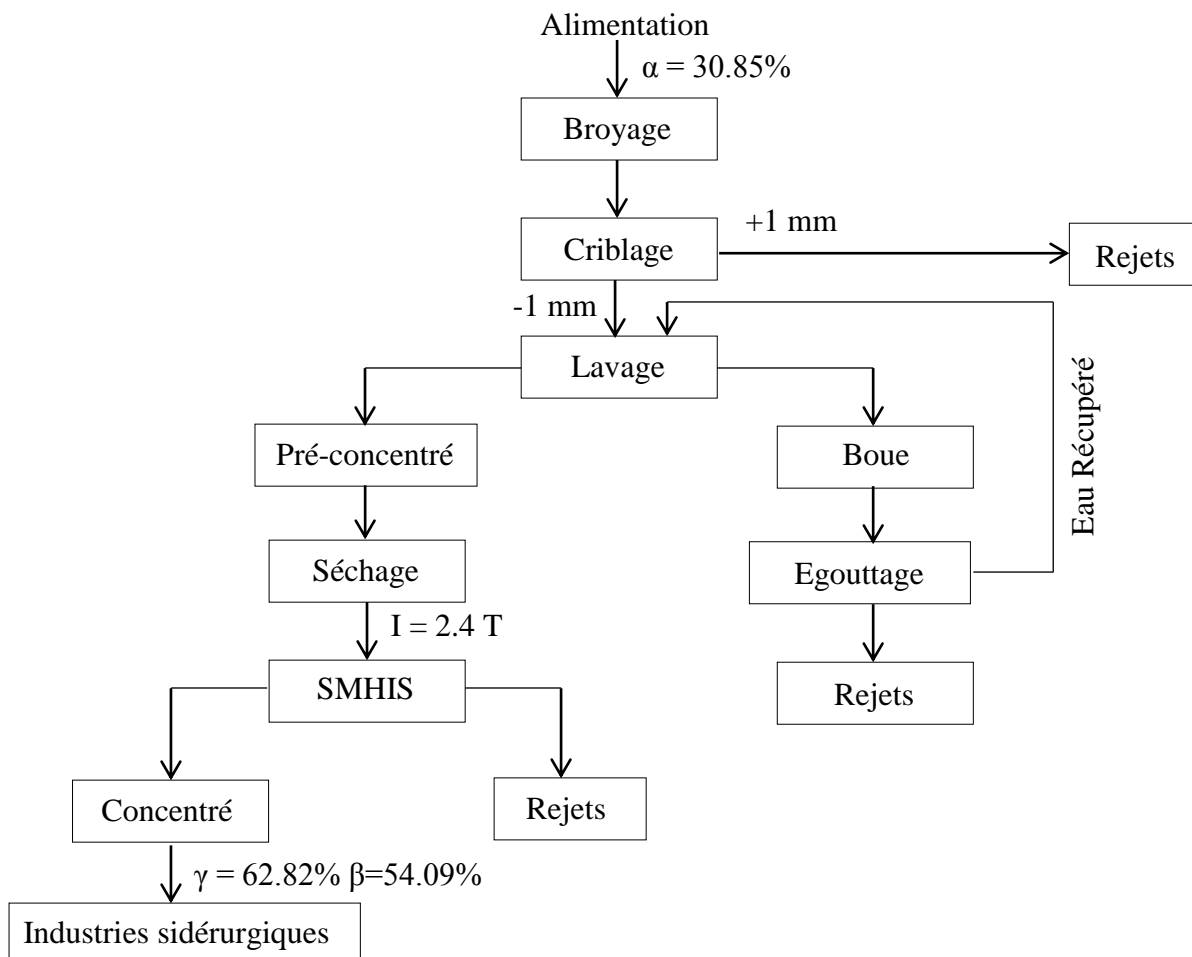 Alimentation
α = 30.85%
Broyage
Criblage
+1 mm
Rejets
-1 mm
Lavage
Eau Récupéré
Pré-concentré
Boue
Séchage
Egouttage
I = 2.4 T
SMHIS
Rejets
Concentré
Rejets
γ = 62.82% β=54.09%
Industries sidérurgiques